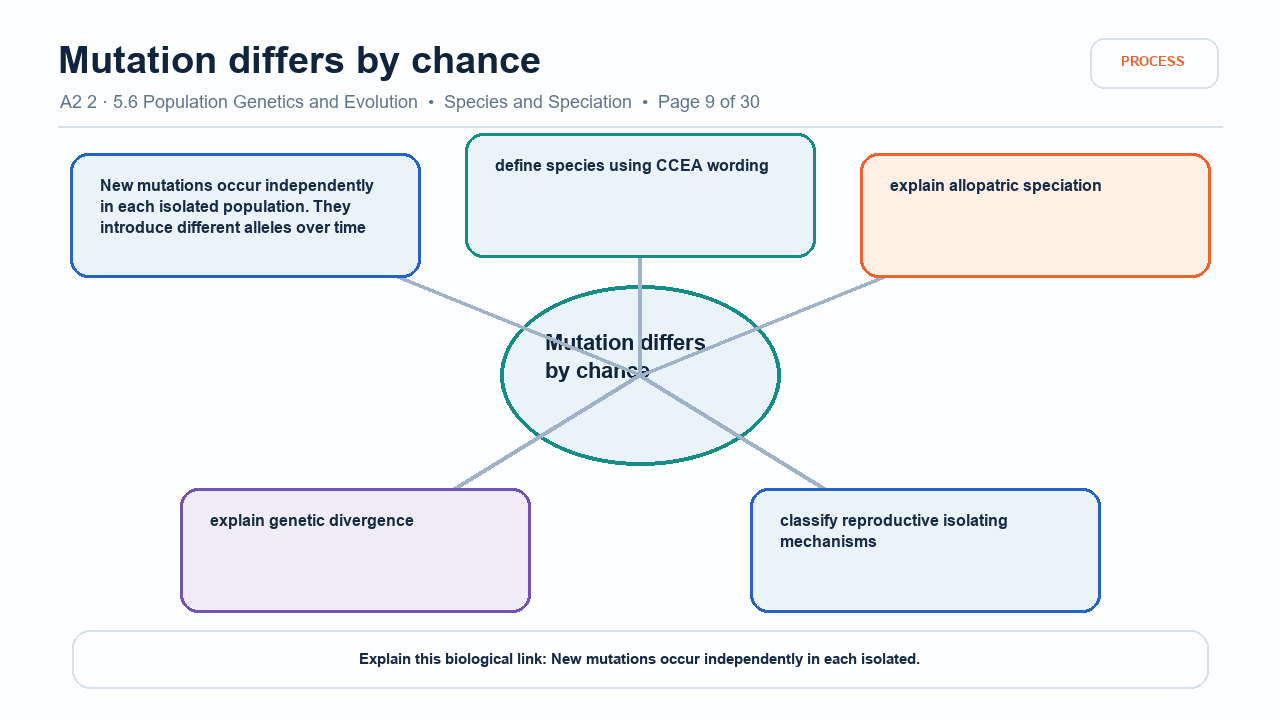 Mutation differs by chance
PROCESS
A2 2 · 5.6 Population Genetics and Evolution • Species and Speciation • Page 9 of 30
New mutations occur independently
in each isolated population. They
introduce different alleles over time
define species using CCEA wording
explain allopatric speciation
Mutation differs
by chance
explain genetic divergence
classify reproductive isolating
mechanisms
Explain this biological link: New mutations occur independently in each isolated.